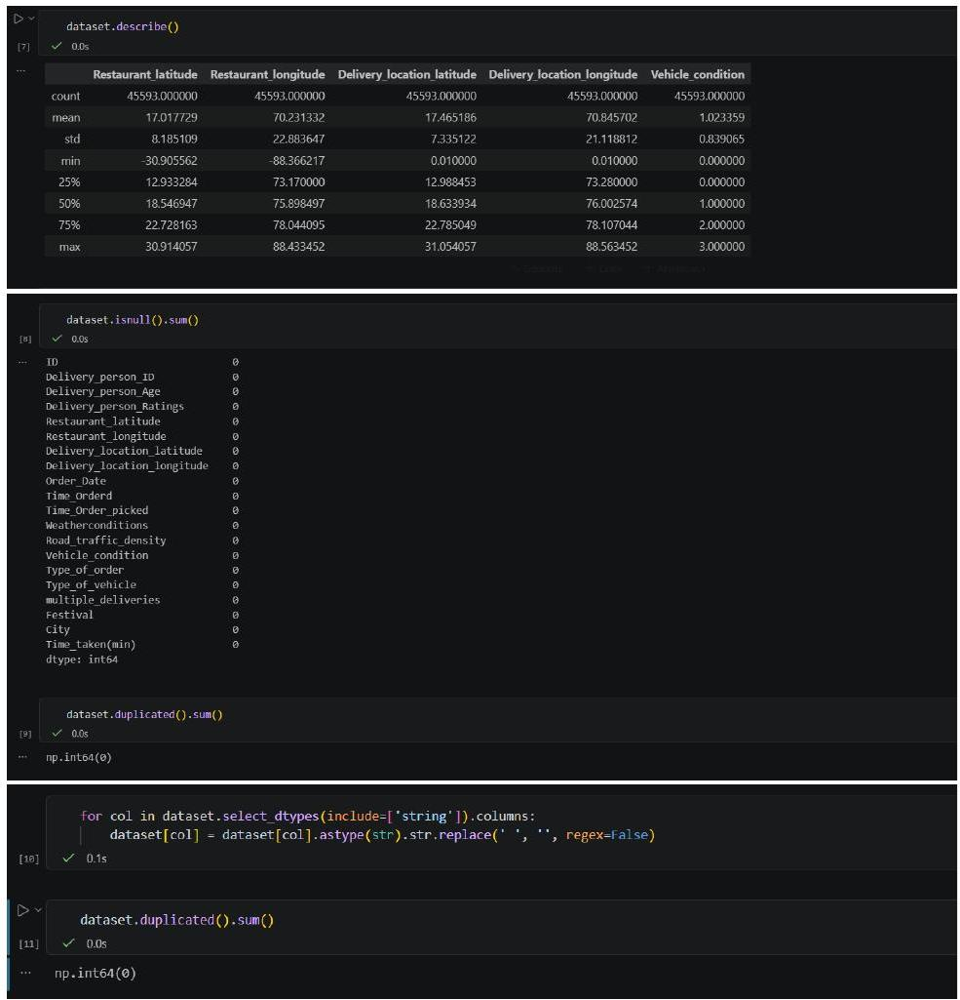 dataset.describe()
[7] 0.0s
... Restaurant_latitude Restaurant_longitude Delivery_location_latitude Delivery_location_longitude Vehicle_condition
count 45593.000000 45593.000000 45593.000000 45593.000000 45593.000000
mean 17.017729 70.231332 17.465186 70.845702 1.023359
std 8.185109 22.883647 7.335122 21.118812 0.839065
min -30.905562 -88.366217 0.010000 0.010000 0.000000
25% 12.933284 73.170000 12.988453 73.280000 0.000000
50% 18.546947 75.898497 18.633934 76.002574 1.000000
75% 22.728163 78.044095 22.785049 78.107044 2.000000
max 30.914057 88.433452 31.054057 88.563452 3.000000
dataset.isnull().sum()
[8] 0.0s
... ID 0
Delivery_person_ID 0
Delivery_person_Age 0
Delivery_person_Ratings 0
Restaurant_latitude 0
Restaurant_longitude 0
Delivery_location_latitude 0
Delivery_location_longitude 0
Order_Date 0
Time_Orderd 0
Time_Order_picked 0
Weatherconditions 0
Road_traffic_density 0
Vehicle_condition 0
Type_of_order 0
Type_of_vehicle 0
multiple_deliveries 0
Festival 0
City 0
Time_taken(min) 0
dtype: int64
dataset.duplicated().sum()
[9] 0.0s
... np.int64(0)
for col in dataset.select_dtypes(include=['string']).columns:
dataset[col] = dataset[col].astype(str).str.replace(' ', '', regex=False)
[10] 0.1s
dataset.duplicated().sum()
[11] 0.0s
... np.int64(0)